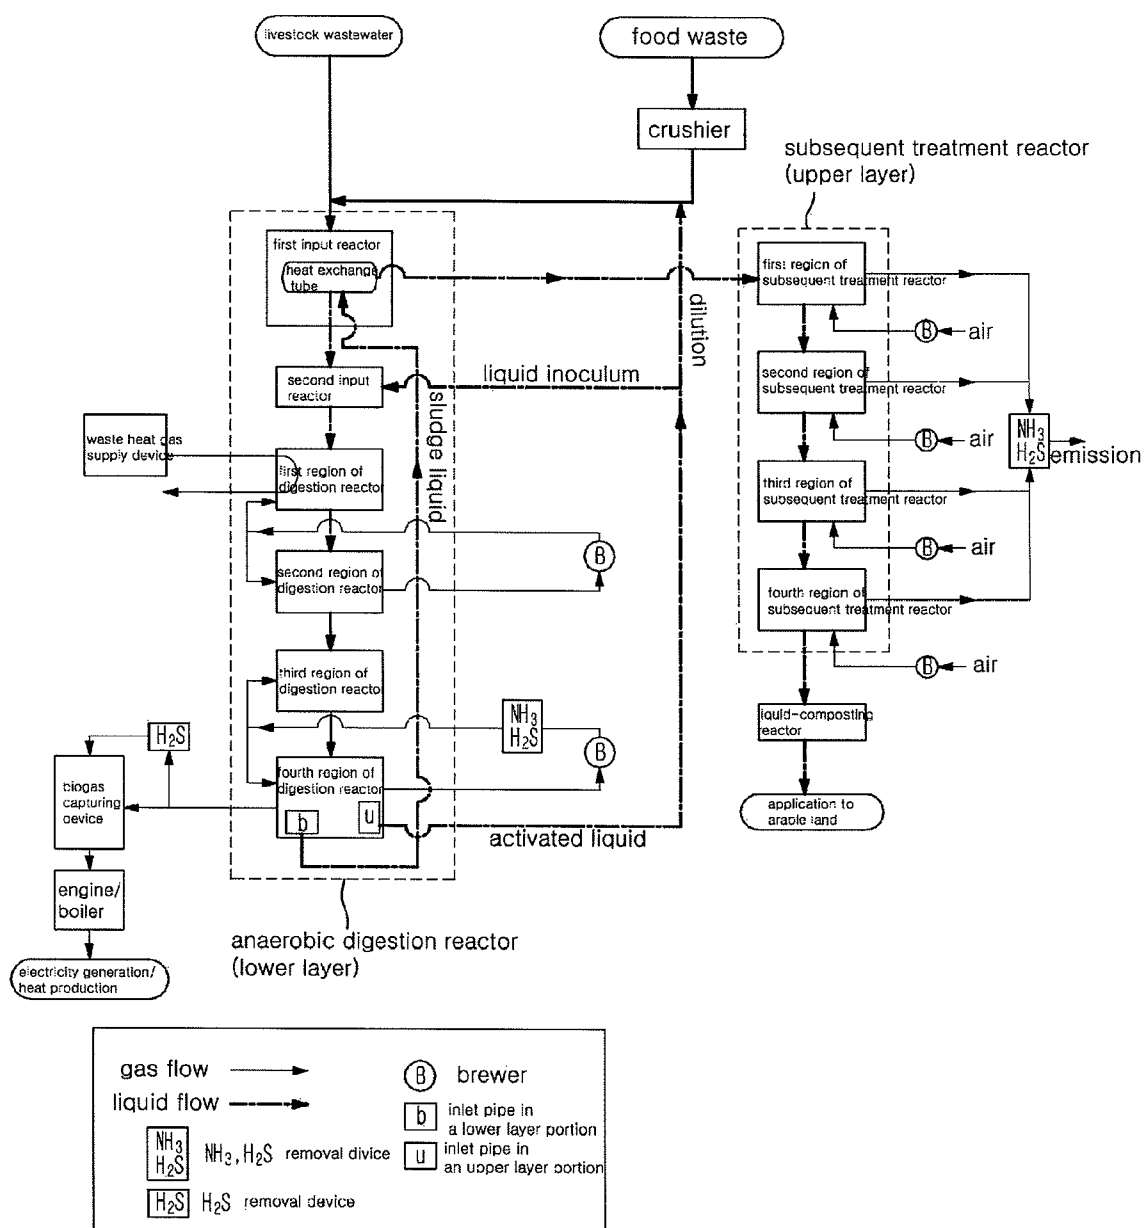 livestock wastewater
food waste
crushier
subsequent treatment reactor
(upper layer)
first input reactor
heat exchange
tube
first region of
subsequent treatment reactor
B
air
dilution
second input
reactor
liquid inoculum
sludge liquid
second region of
subsequent treatment reactor
B
air
NH3
H2S
emission
waste heat gas
supply device
first region of
digestion reactor
third region of
subsequent treatment reactor
B
air
B
second region of
digestion reactor
fourth region of
subsequent treatment reactor
B
air
third region of
digestion reactor
NH3
H2S
B
liquid-composting
reactor
H2S
fourth region of
digestion reactor
b
u
activated liquid
biogas
capturing
device
application to
arable land
engine/
boiler
anaerobic digestion reactor
(lower layer)
electricity generation/
heat production
gas flow
liquid flow
B
brewer
b
inlet pipe in
a lower layer portion
NH3
H2S
NH3, H2S removal divice
u
inlet pipe in
an upper layer portion
H2S
H2S removal device